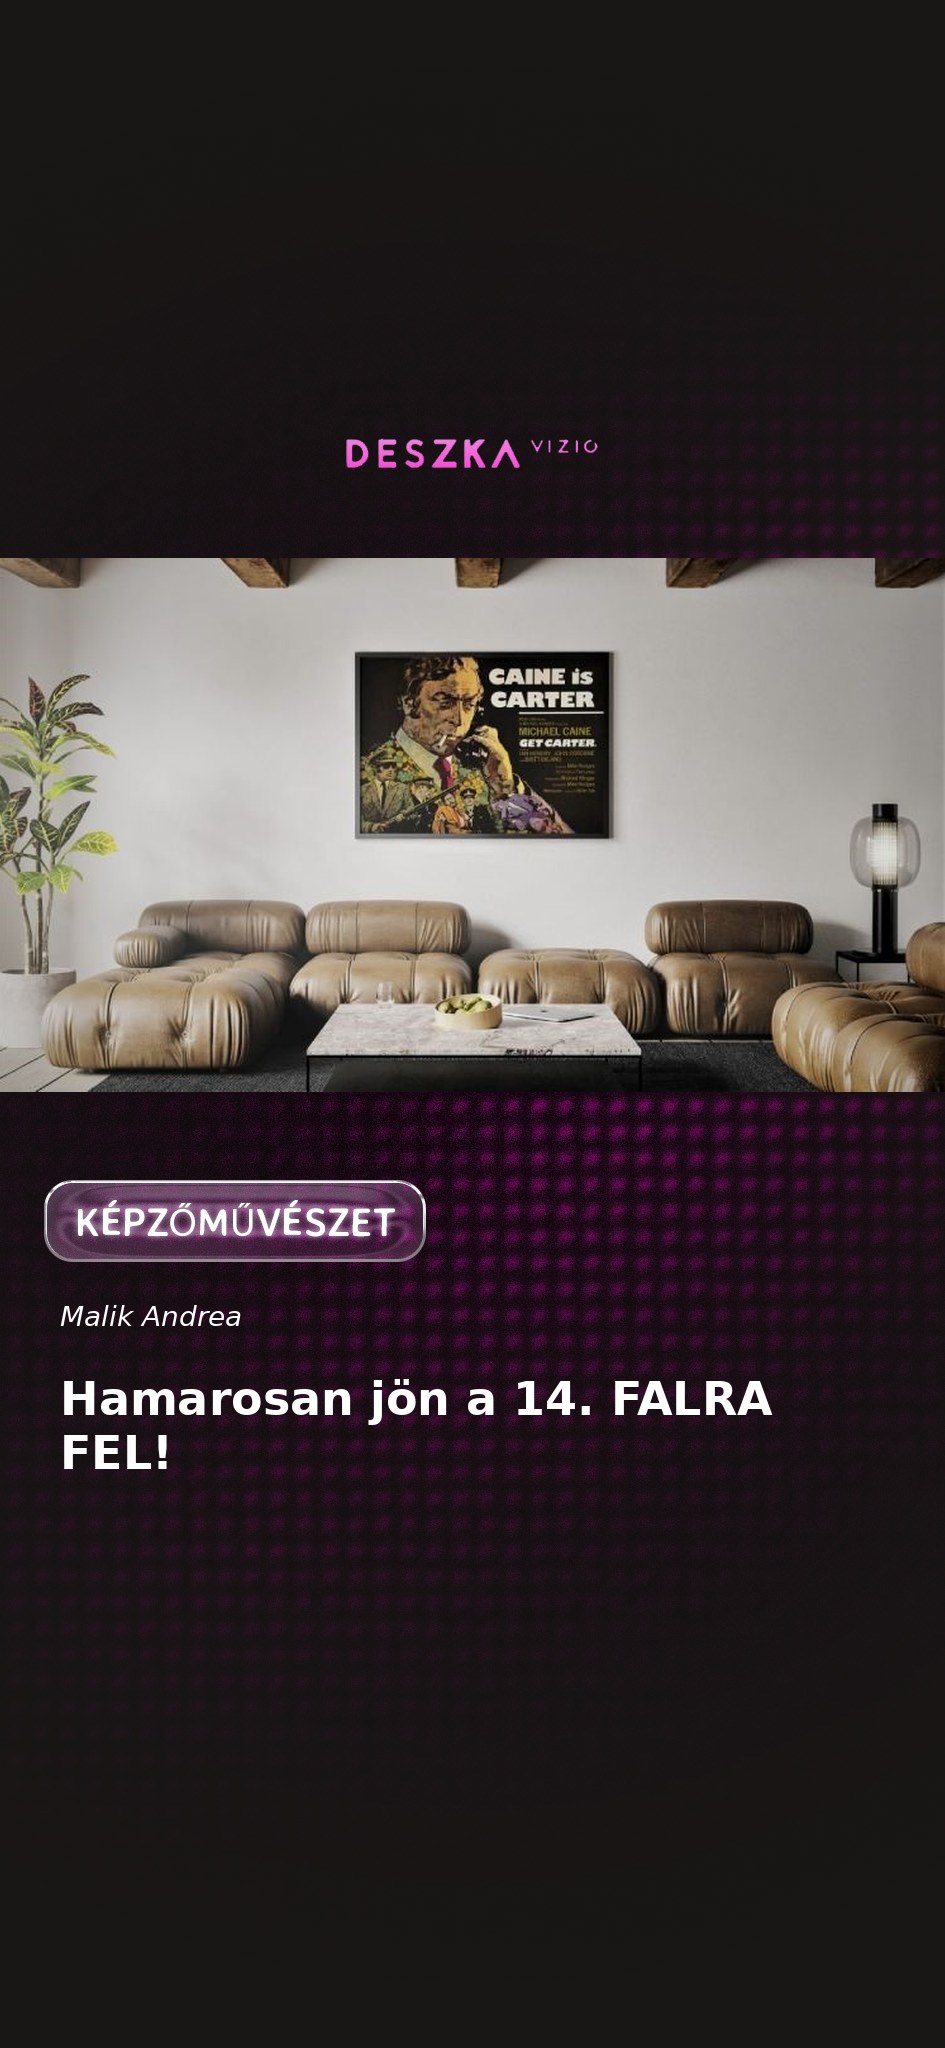 DESZKA VIZIO
CAINE is
CARTER
MICHAEL CAINE
GET CARTER
KÉPZŐMŰVÉSZET
Malik Andrea
Hamarosan jön a 14. FALRA
FEL!